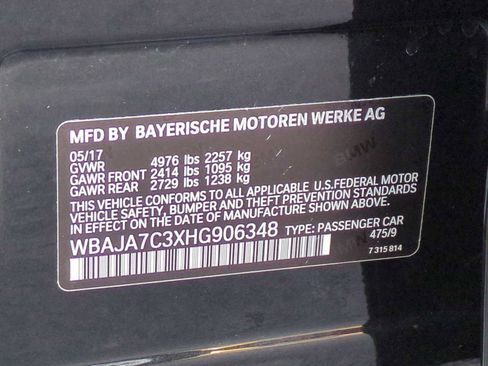 MFD BY BAYERISCHE MOTOREN WERKE AG
05/17
GVWR 4976 lbs 2257 kg
GAWR FRONT 2414 lbs 1095 kg
GAWR REAR 2729 lbs 1238 kg
THIS VEHICLE CONFORMS TO ALL APPLICABLE U.S.FEDERAL MOTOR
VEHICLE SAFETY, BUMPER, AND THEFT PREVENTION STANDARDS
IN EFFECT ON THE DATE OF MANUFACTURE SHOWN ABOVE.
WBAJA7C3XHG906348 TYPE: PASSENGER CAR
475/9
7 315 814